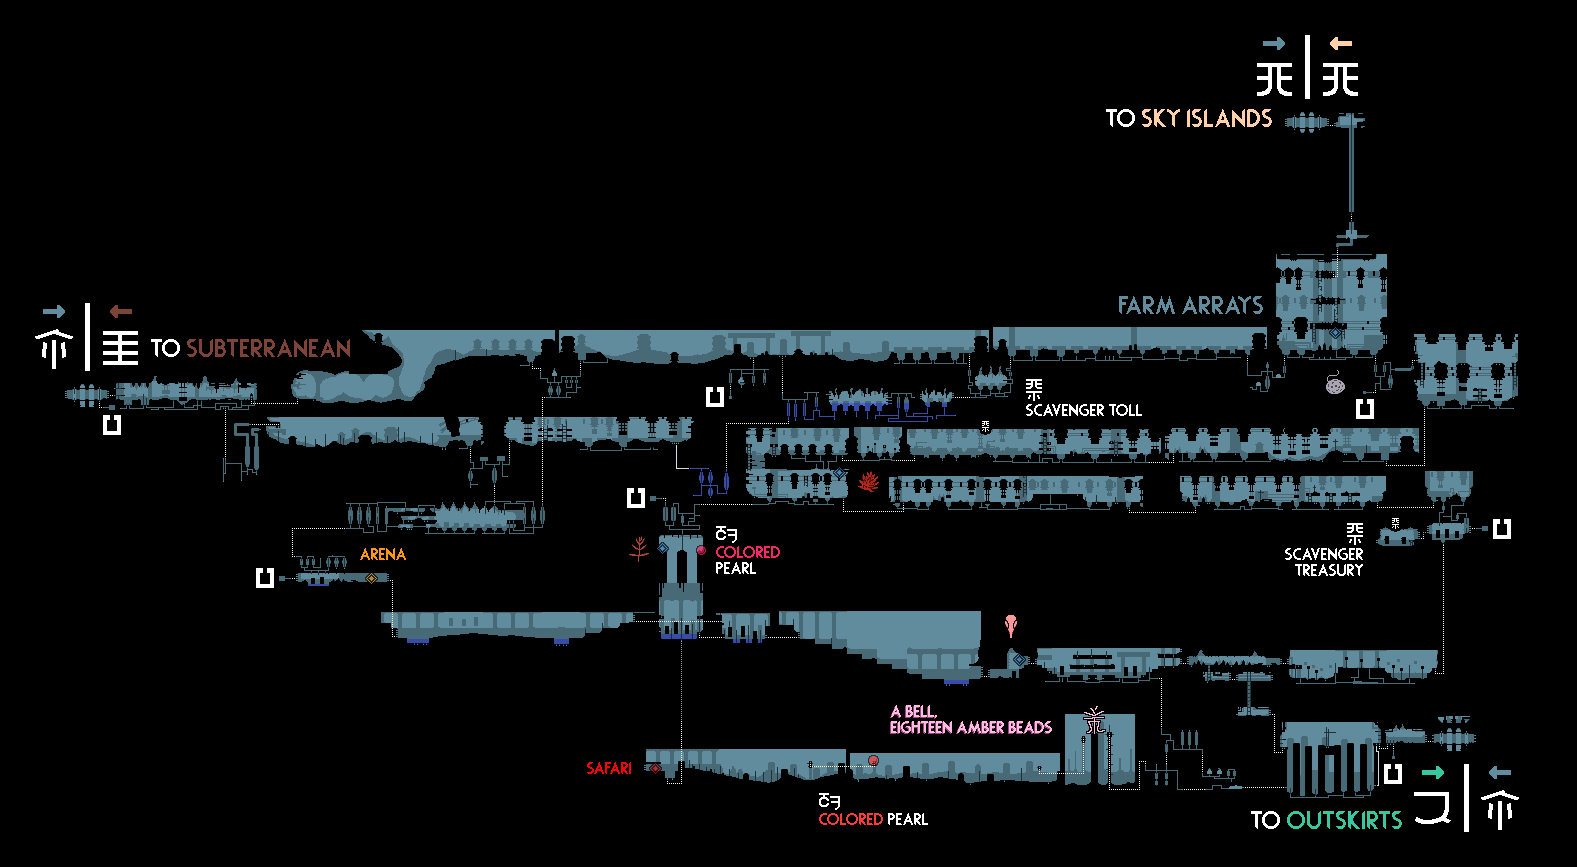 TO SKY ISLANDS
FARM ARRAYS
TO SUBTERRANEAN
SCAVENGER TOLL
ARENA
COLORED
PEARL
SCAVENGER
TREASURY
A BELL,
EIGHTEEN AMBER BEADS
SAFARI
COLORED PEARL
TO OUTSKIRTS